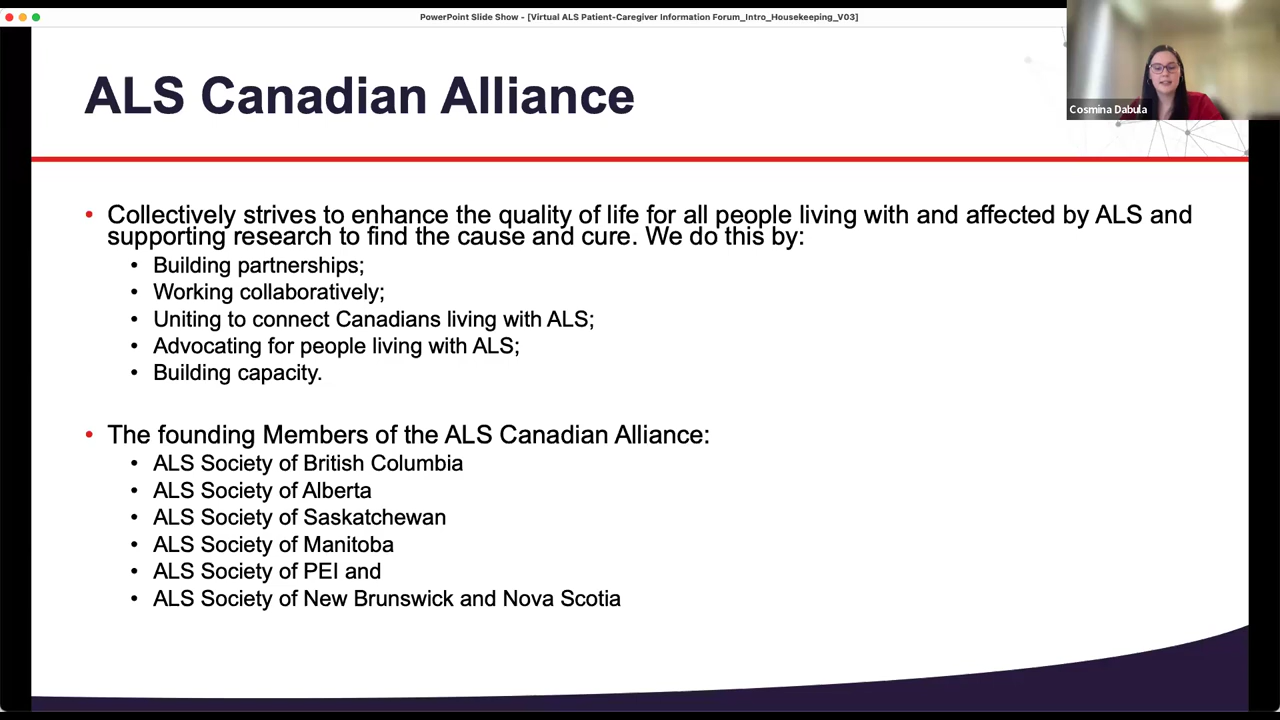 PowerPoint Slide Show - [Virtual ALS Patient-Caregiver Information Forum_Intro_Housekeeping_V03]
ALS Canadian Alliance
Cosmina Dabula
• Collectively strives to enhance the quality of life for all people living with and affected by ALS and
supporting research to find the cause and cure. We do this by:
• Building partnerships;
• Working collaboratively;
• Uniting to connect Canadians living with ALS;
• Advocating for people living with ALS;
• Building capacity.
• The founding Members of the ALS Canadian Alliance:
• ALS Society of British Columbia
• ALS Society of Alberta
• ALS Society of Saskatchewan
• ALS Society of Manitoba
• ALS Society of PEI and
• ALS Society of New Brunswick and Nova Scotia